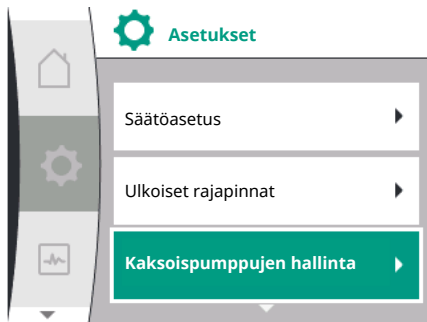 Asetukset
Säätöasetus
Ulkoiset rajapinnat
Kaksoispumppujen hallinta